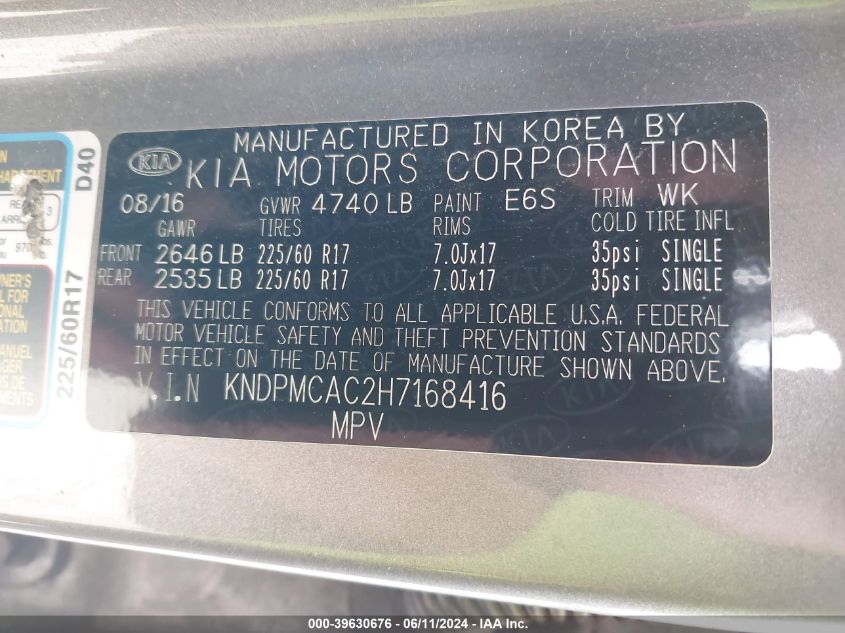 MANUFACTURED IN KOREA BY
KIA KIA MOTORS CORPORATION
08/16 GVWR 4740 LB PAINT E6S TRIM WK
GAWR TIRES RIMS COLD TIRE INFL
FRONT 2646 LB 225/60 R17 7.0Jx17 35psi SINGLE
REAR 2535 LB 225/60 R17 7.0Jx17 35psi SINGLE
THIS VEHICLE CONFORMS TO ALL APPLICABLE U.S.A. FEDERAL
MOTOR VEHICLE SAFETY AND THEFT PREVENTION STANDARDS
IN EFFECT ON THE DATE OF MANUFACTURE SHOWN ABOVE.
V.I.N KNDPMCAC2H7168416
MPV
D40
225/60R17
000-39630676 - 06/11/2024 - IAA Inc.